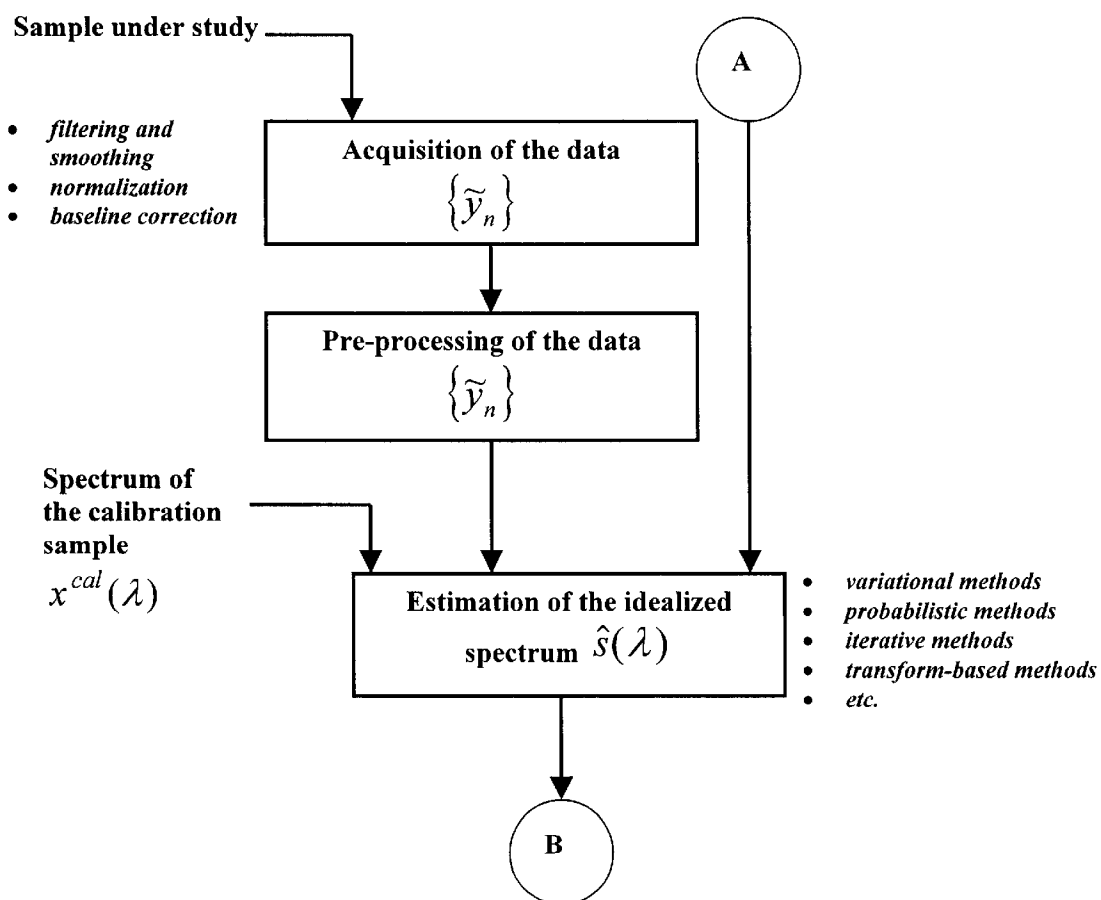 Sample under study
A
• filtering and
smoothing
• normalization
• baseline correction
Acquisition of the data
{ỹₙ}
Pre-processing of the data
{ỹₙ}
Spectrum of
the calibration
sample
x^cal(λ)
Estimation of the idealized
spectrum ŝ(λ)
• variational methods
• probabilistic methods
• iterative methods
• transform-based methods
• etc.
B